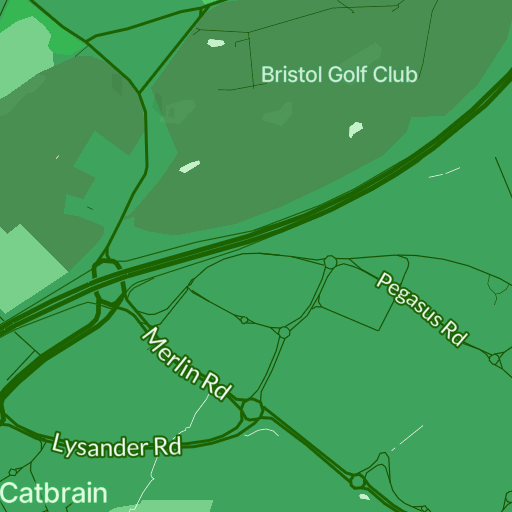 Bristol Golf Club
Pegasus Rd
Merlin Rd
Lysander Rd
Catbrain